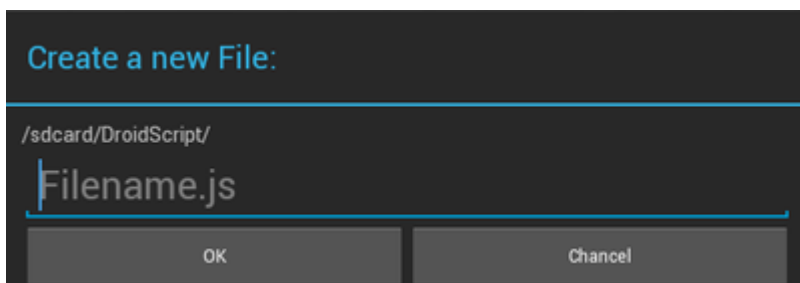 Create a new File:
/sdcard/DroidScript/
Filename.js
OK Chancel